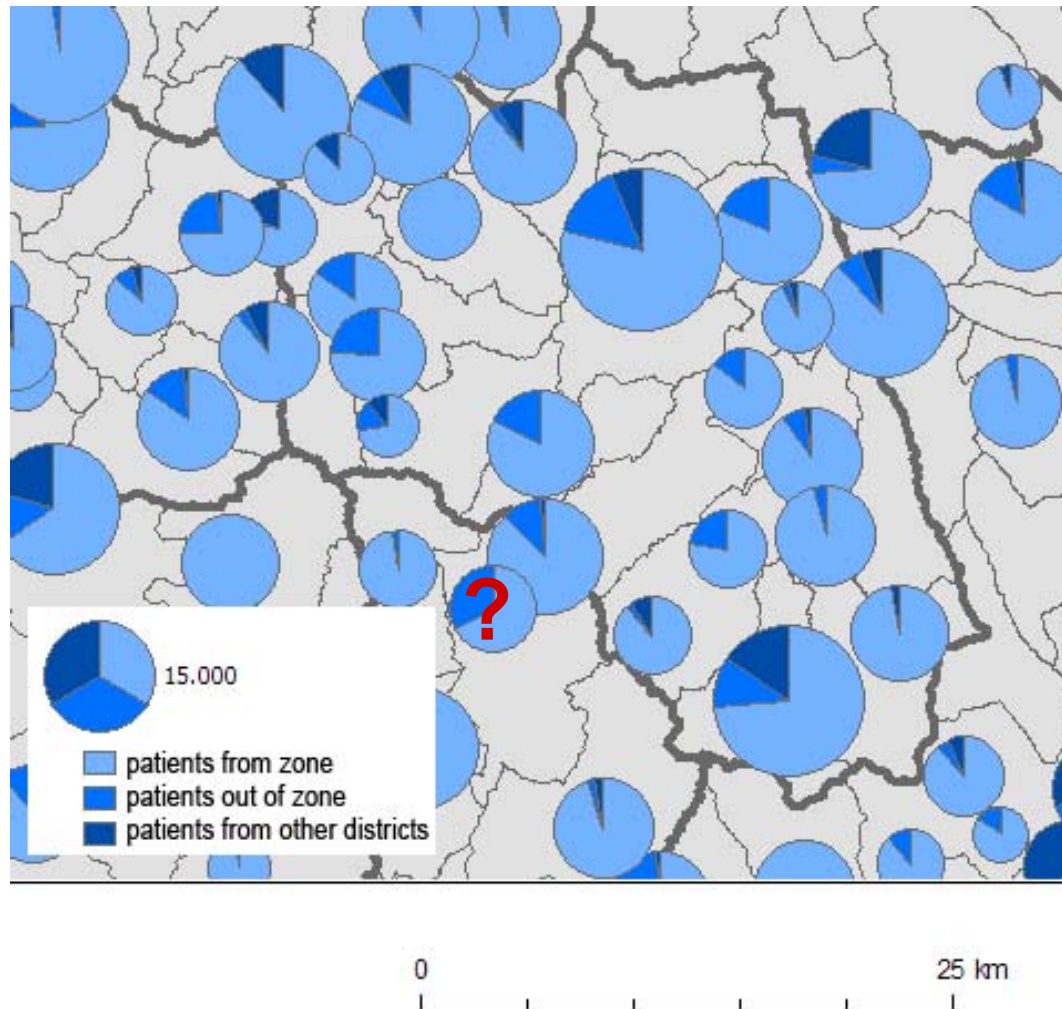 ?
15.000
patients from zone
patients out of zone
patients from other districts
0 25 km